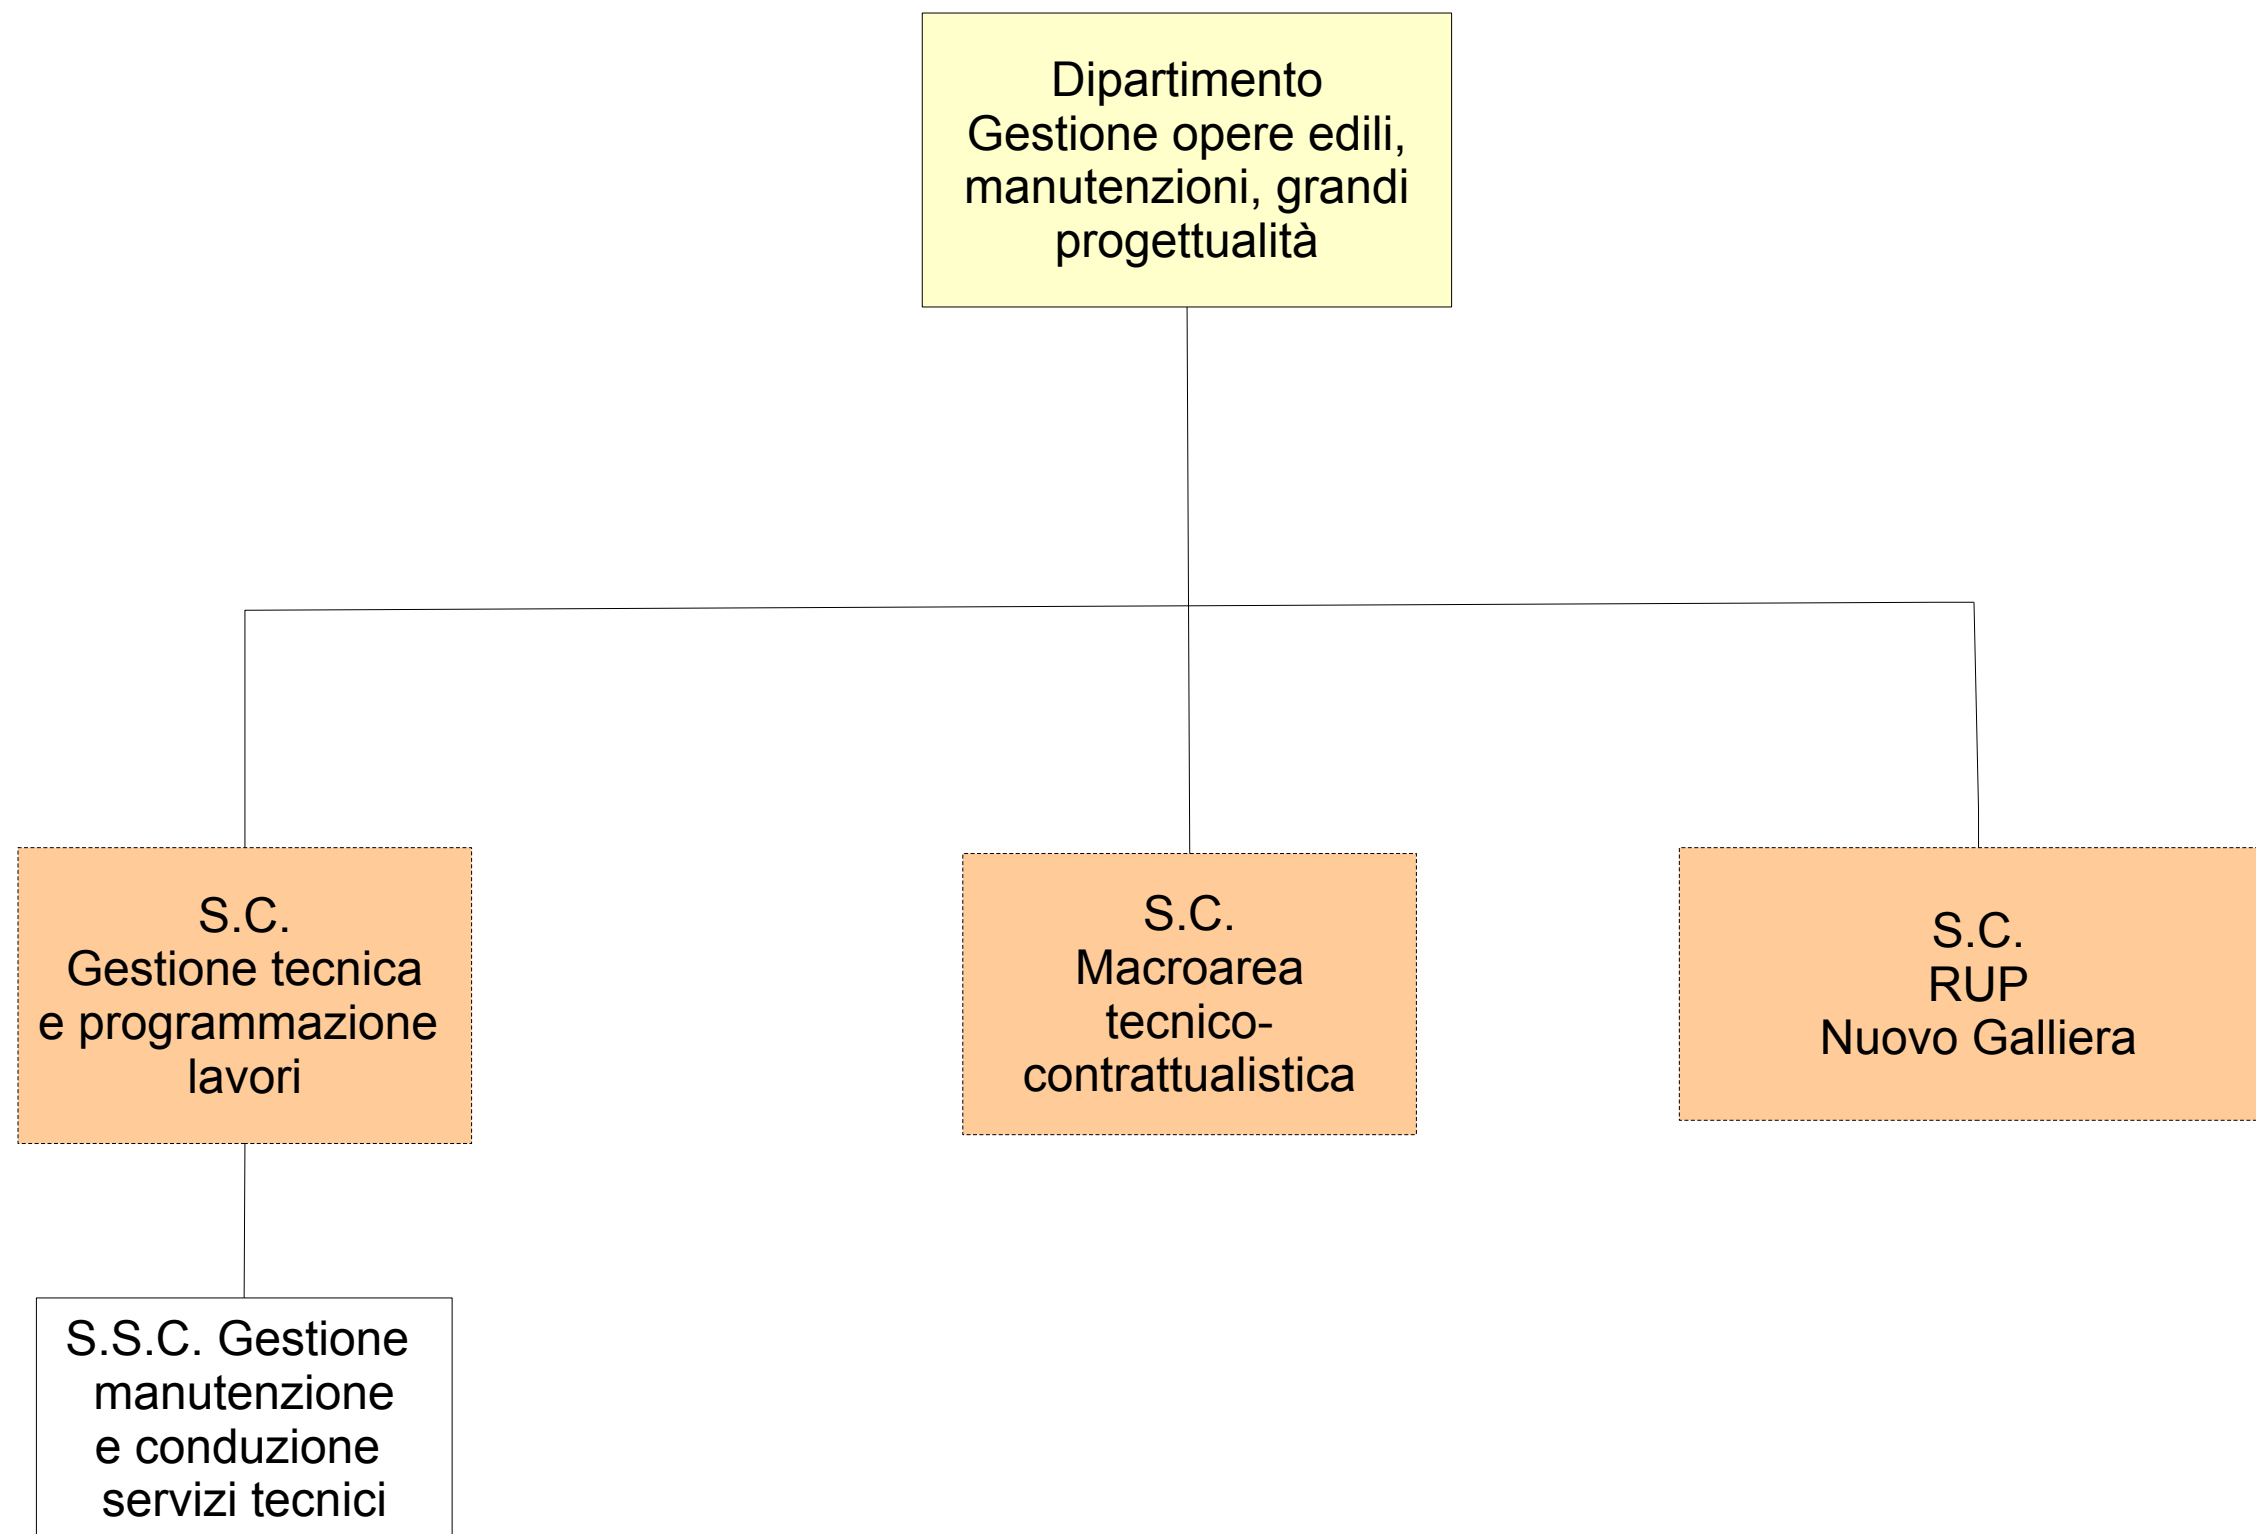 Dipartimento
Gestione opere edili,
manutenzioni, grandi
progettualità
S.C.
Gestione tecnica
e programmazione
lavori
S.C.
Macroarea
tecnico-
contrattualistica
S.C.
RUP
Nuovo Galliera
S.S.C. Gestione
manutenzione
e conduzione
servizi tecnici